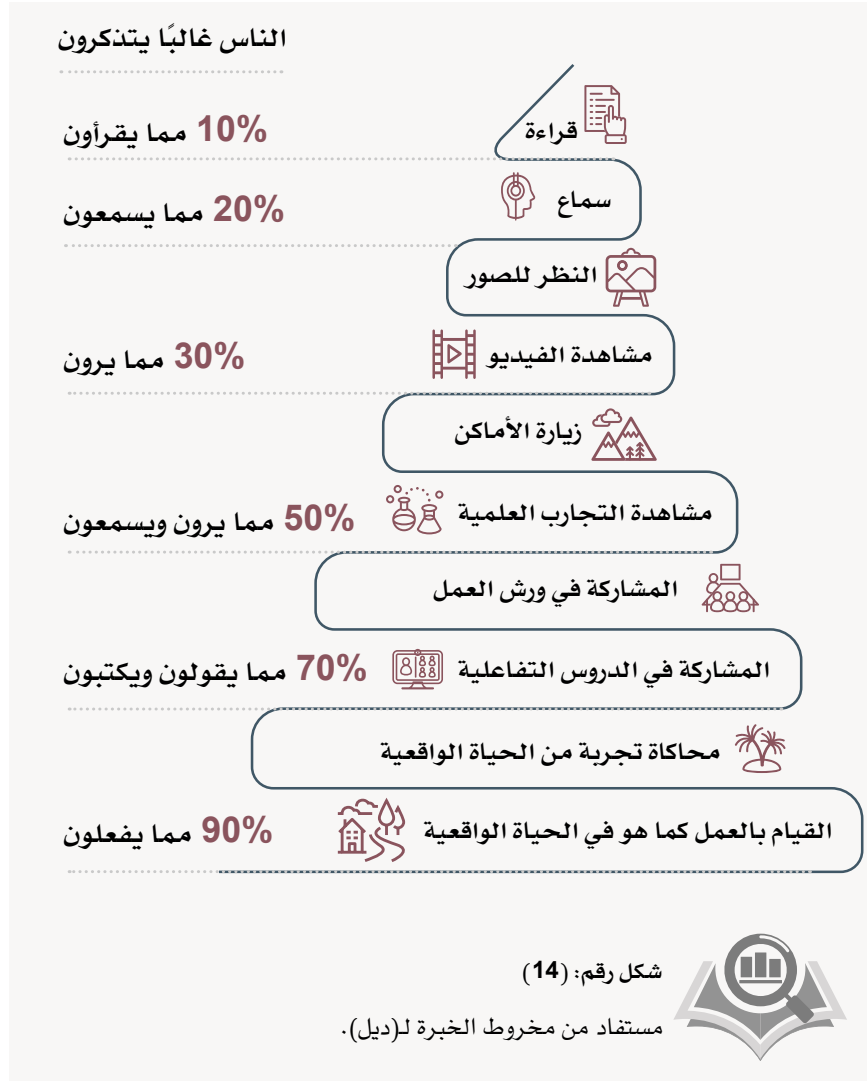 الناس غالبًا يتذكرون
قراءة 10% مما يقرأون
سماع 20% مما يسمعون
النظر للصور
مشاهدة الفيديو 30% مما يرون
زيارة الأماكن
مشاهدة التجارب العلمية 50% مما يرون ويسمعون
المشاركة في ورش العمل
المشاركة في الدروس التفاعلية 70% مما يقولون ويكتبون
محاكاة تجربة من الحياة الواقعية
القيام بالعمل كما هو في الحياة الواقعية 90% مما يفعلون
شكل رقم: (14)
مستفاد من مخروط الخبرة لـ(ديل).